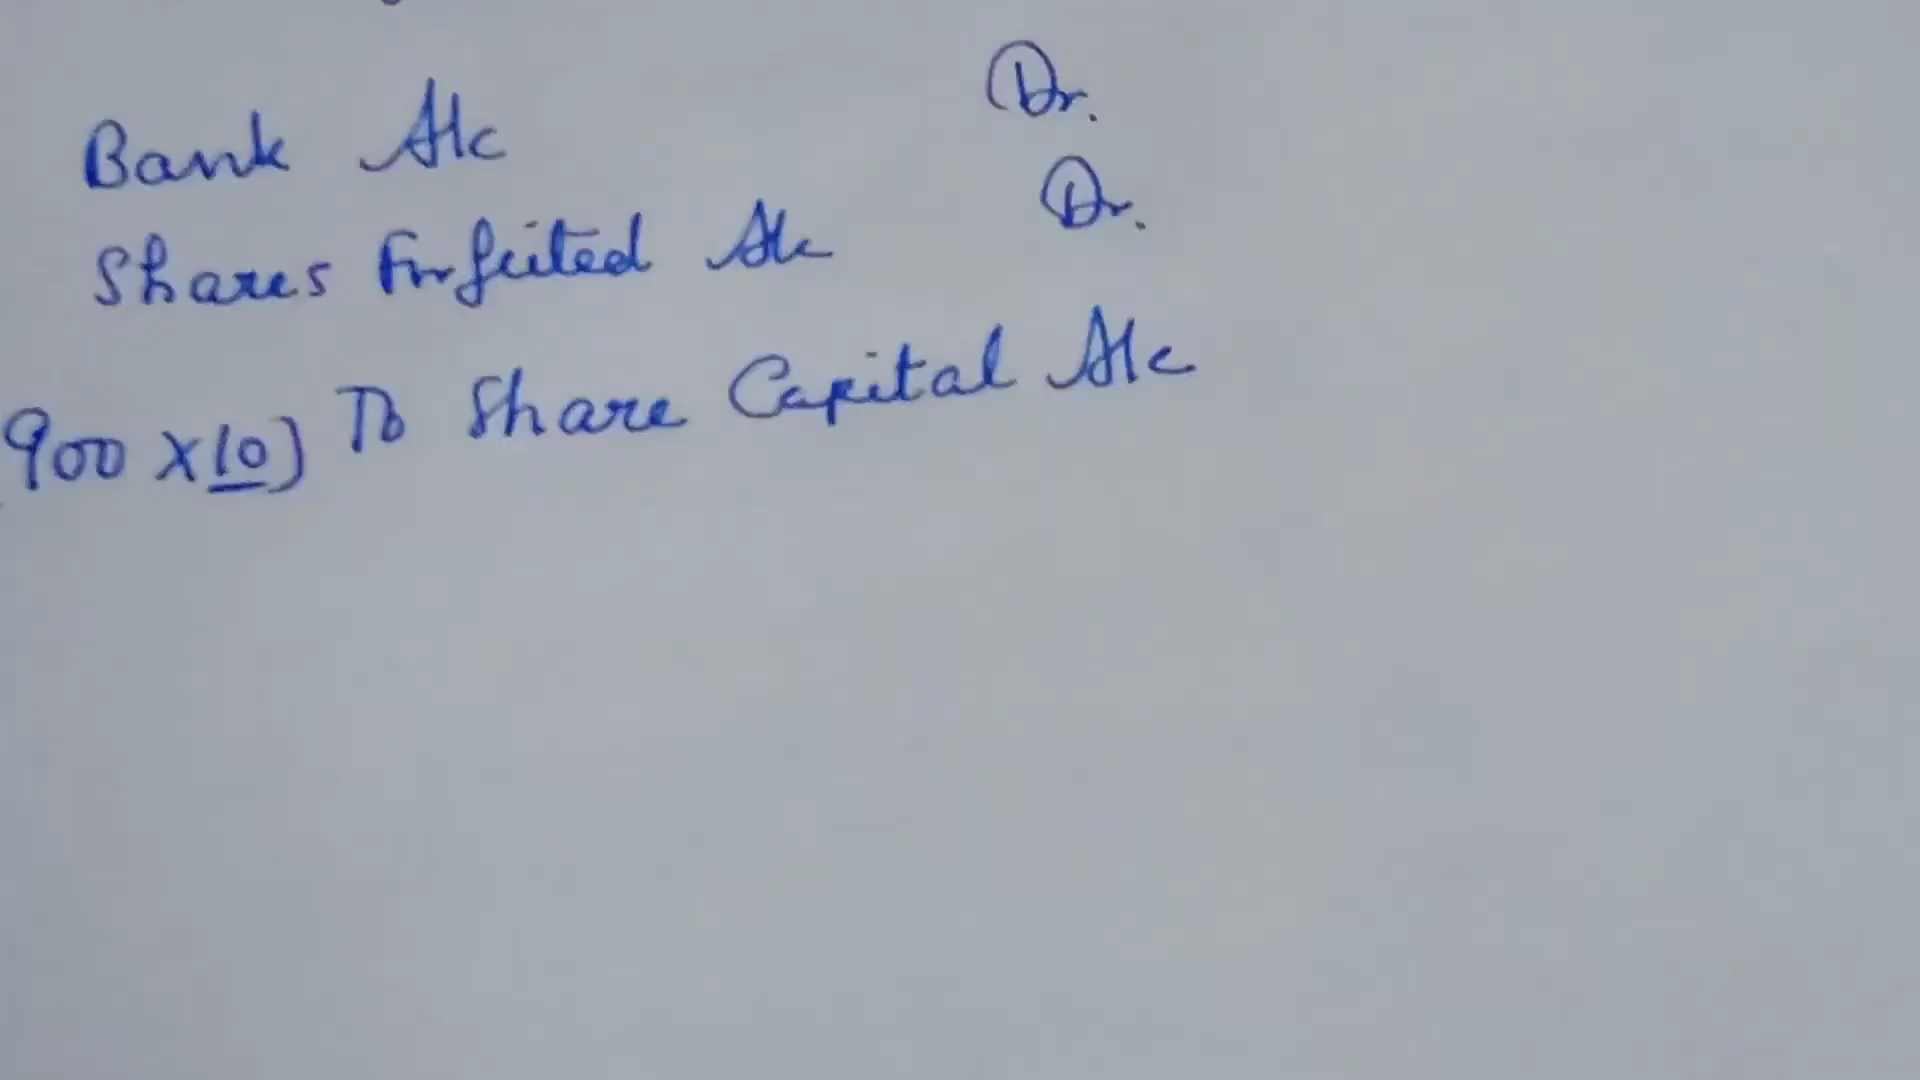 Bank A/c Dr.
Shares Forfeited A/c Dr.
900 x 10) To Share Capital A/c